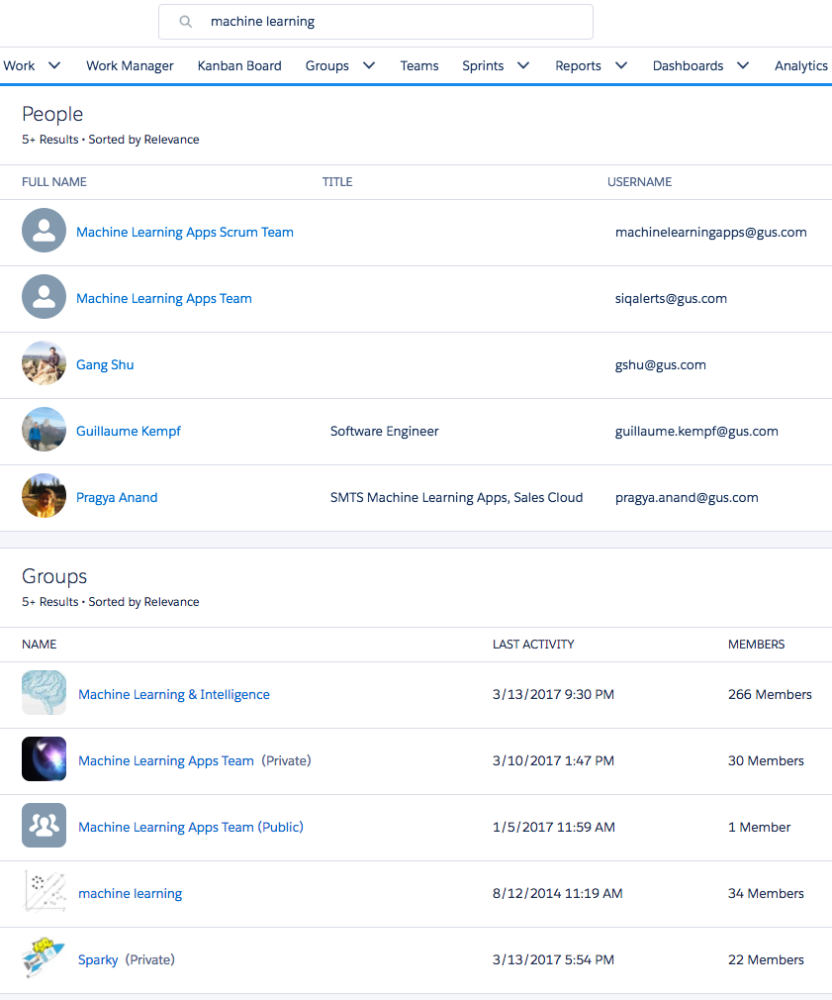 machine learning
Work Work Manager Kanban Board Groups Teams Sprints Reports Dashboards Analytics
People
5+ Results • Sorted by Relevance
FULL NAME TITLE USERNAME
Machine Learning Apps Scrum Team machinelearningapps@gus.com
Machine Learning Apps Team siqalerts@gus.com
Gang Shu gshu@gus.com
Guillaume Kempf Software Engineer guillaume.kempf@gus.com
Pragya Anand SMTS Machine Learning Apps, Sales Cloud pragya.anand@gus.com
Groups
5+ Results • Sorted by Relevance
NAME LAST ACTIVITY MEMBERS
Machine Learning & Intelligence 3/13/2017 9:30 PM 266 Members
Machine Learning Apps Team (Private) 3/10/2017 1:47 PM 30 Members
Machine Learning Apps Team (Public) 1/5/2017 11:59 AM 1 Member
machine learning 8/12/2014 11:19 AM 34 Members
Sparky (Private) 3/13/2017 5:54 PM 22 Members